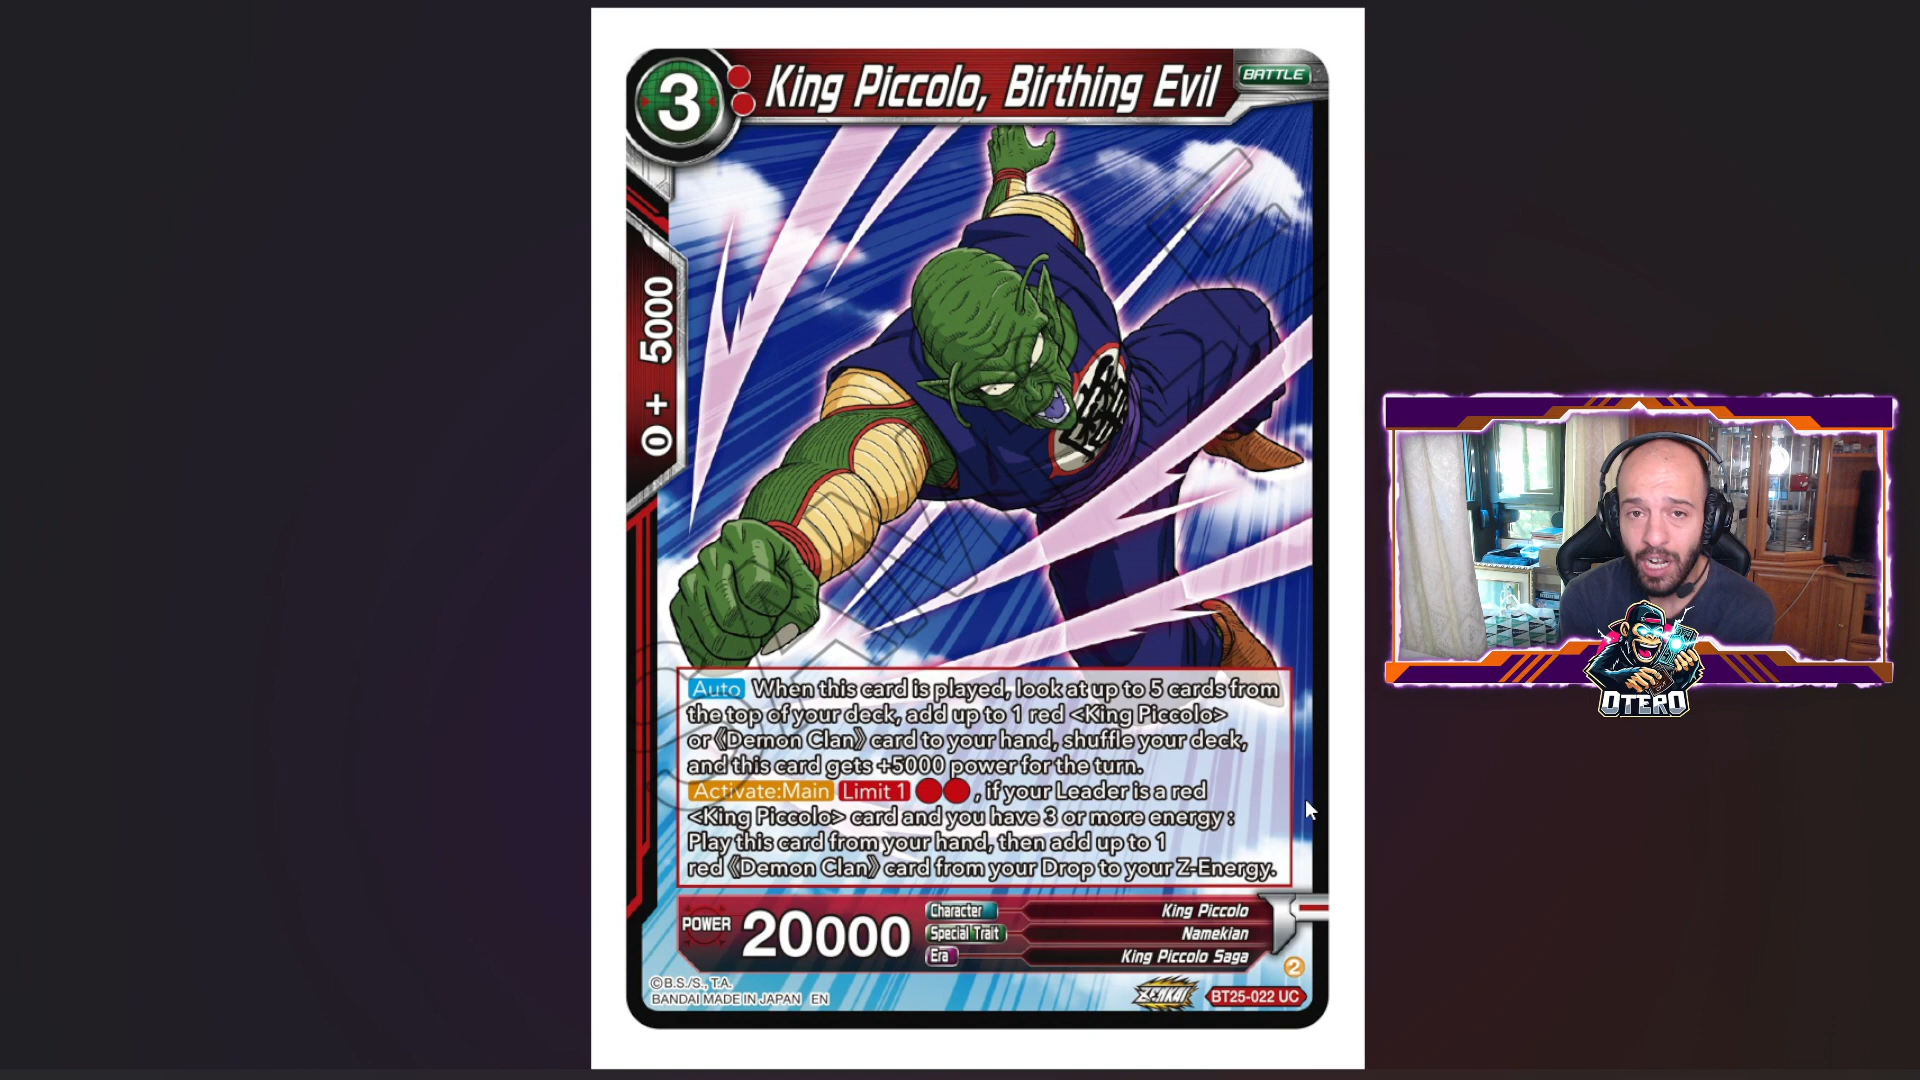 3
King Piccolo, Birthing Evil
BATTLE
0 + 5000
SAMPLE
Auto When this card is played, look at up to 5 cards from
the top of your deck, add up to 1 red <King Piccolo>
or 《Demon Clan》 card to your hand, shuffle your deck,
and this card gets +5000 power for the turn.
Activate:Main Limit 1 , if your Leader is a red
<King Piccolo> card and you have 3 or more energy :
Play this card from your hand, then add up to 1
red 《Demon Clan》 card from your Drop to your Z-Energy.
POWER 20000
Character King Piccolo
Special Trait Namekian
Era King Piccolo Saga
2
©B.S./S., T.A.
BANDAI MADE IN JAPAN EN
ZENKAI
BT25-022 UC
OTERO